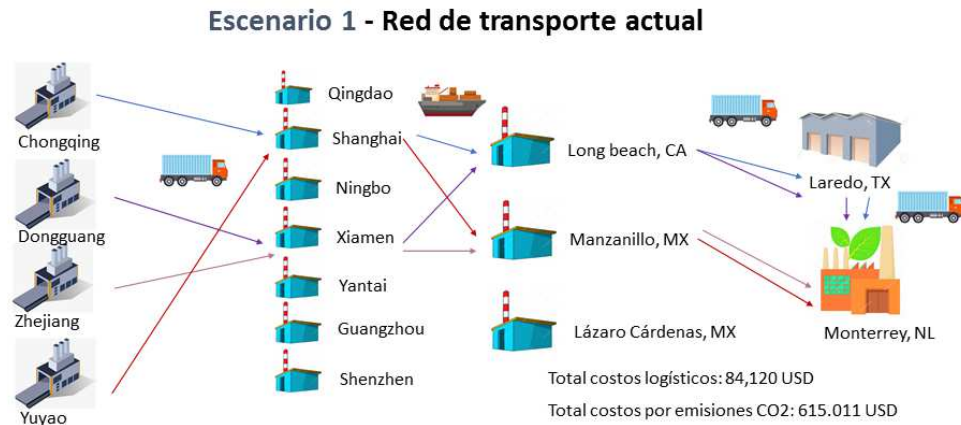 Escenario 1 - Red de transporte actual
Qingdao
Chongqing
Shanghai
Long beach, CA
Laredo, TX
Ningbo
Dongguang
Xiamen
Manzanillo, MX
Zhejiang
Yantai
Guangzhou
Lázaro Cárdenas, MX
Monterrey, NL
Shenzhen
Yuyao
Total costos logísticos: 84,120 USD
Total costos por emisiones CO2: 615.011 USD